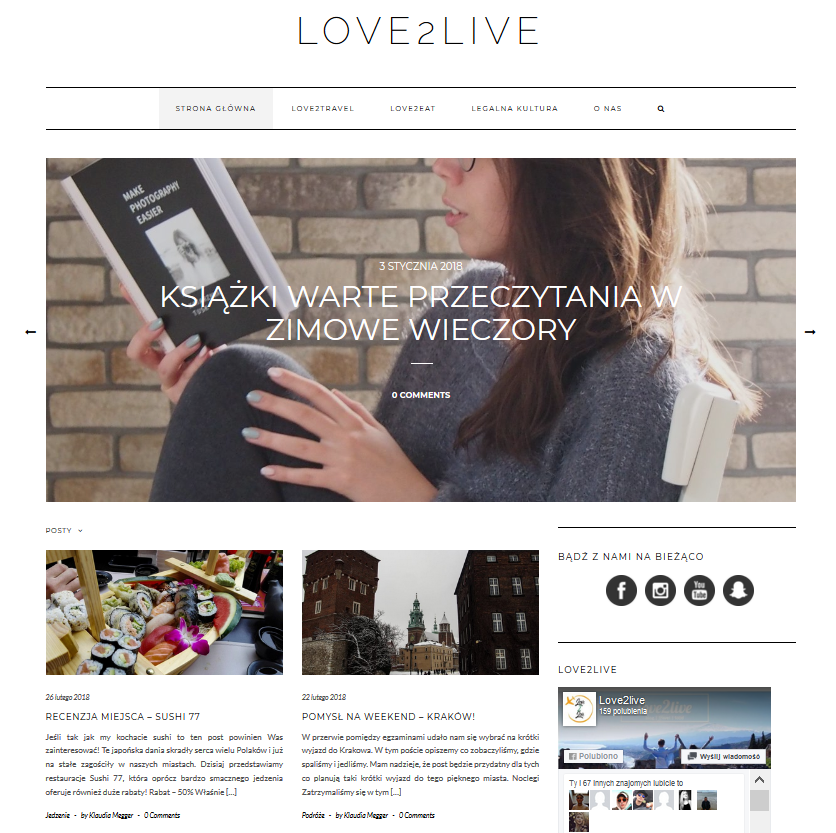 LOVE2LIVE
STRONA GŁÓWNA
LOVE2TRAVEL
LOVE2EAT
LEGALNA KULTURA
O NAS
MAKE
PHOTOGRAPHY
EASIER
3 STYCZNIA 2018
KSIĄŻKI WARTE PRZECZYTANIA W
ZIMOWE WIECZORY
0 COMMENTS
POSTY
26 lutego 2018
RECENZJA MIEJSCA – SUSHI 77
Jeśli tak jak my kochacie sushi to ten post powinien Was
zainteresować! Te japońska dania skradły serca wielu Polaków i już
na stałe zagościły w naszych miastach. Dzisiaj przedstawiamy
restauracje Sushi 77, która oprócz bardzo smacznego jedzenia
oferuje również duże rabaty! Rabat – 50% Właśnie [...]
Jedzenie - by Klaudia Megger - 0 Comments
22 lutego 2018
POMYSŁ NA WEEKEND – KRAKÓW!
W przerwie pomiędzy egzaminami udało nam się wybrać na krótki
wyjazd do Krakowa. W tym poście opiszemy co zobaczyliśmy, gdzie
spaliśmy i jedliśmy. Mam nadzieje, że post będzie przydatny dla tych
co planują taki krótki wyjazd do tego pięknego miasta. Noclegi
Zatrzymaliśmy się w tym [...]
Podróże - by Klaudia Megger - 0 Comments
BĄDŹ Z NAMI NA BIEŻĄCO
You
Tube
LOVE2LIVE
Love2live
159 polubienia
Polubiono
Wyślij wiadomość
Ty i 67 innych znajomych lubicie to